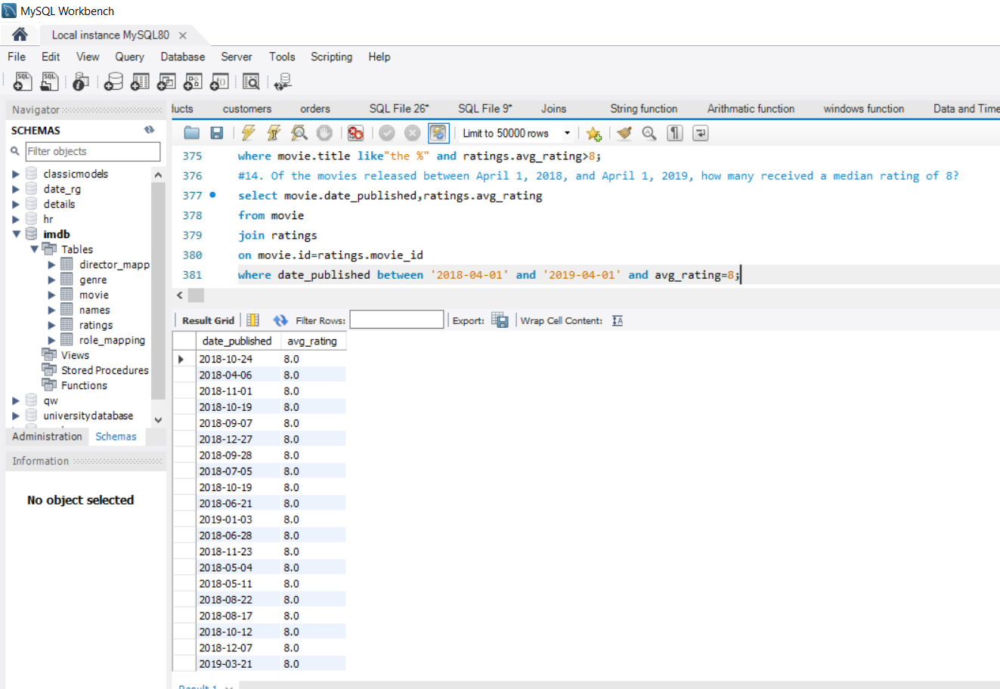 MySQL Workbench
Local instance MySQL80
File Edit View Query Database Server Tools Scripting Help
Navigator
ducts customers orders SQL File 26* SQL File 9* Joins String function Arithmetic function windows function Data and Time
SCHEMAS
Limit to 50000 rows
Filter objects
classicmodels
date_rg
details
hr
imdb
Tables
director_mapp
genre
movie
names
ratings
role_mapping
Views
Stored Procedures
Functions
qw
universitydatabase
Administration Schemas
Information
No object selected
375 where movie.title like"the %" and ratings.avg_rating>8;
376 #14. Of the movies released between April 1, 2018, and April 1, 2019, how many received a median rating of 8?
377 select movie.date_published,ratings.avg_rating
378 from movie
379 join ratings
380 on movie.id=ratings.movie_id
381 where date_published between '2018-04-01' and '2019-04-01' and avg_rating=8;
Result Grid Filter Rows: Export: Wrap Cell Content:
date_published avg_rating
2018-10-24 8.0
2018-04-06 8.0
2018-11-01 8.0
2018-10-19 8.0
2018-09-07 8.0
2018-12-27 8.0
2018-09-28 8.0
2018-07-05 8.0
2018-10-19 8.0
2018-06-21 8.0
2019-01-03 8.0
2018-06-28 8.0
2018-11-23 8.0
2018-05-04 8.0
2018-05-11 8.0
2018-08-22 8.0
2018-08-17 8.0
2018-10-12 8.0
2018-12-07 8.0
2019-03-21 8.0
Result 1